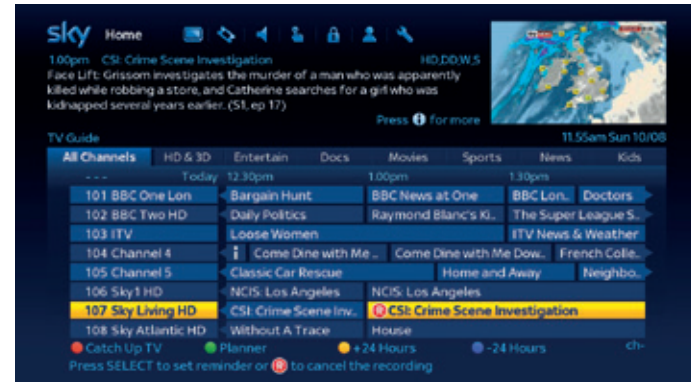 sky Home
1.00pm CSI: Crime Scene Investigation HD,DD,W,S
Face Lift: Grissom investigates the murder of a man who was apparently
killed while robbing a store, and Catherine searches for a girl who was
kidnapped several years earlier. (S1, ep 17)
Press i for more
TV Guide 11.55am Sun 10/08
All Channels HD & 3D Entertain Docs Movies Sports News Kids
--- Today 12.30pm 1.00pm 1.30pm
101 BBC One Lon Bargain Hunt BBC News at One BBC Lon.. Doctors
102 BBC Two HD Daily Politics Raymond Blanc's Ki.. The Super League S..
103 ITV Loose Women ITV News & Weather
104 Channel 4 i Come Dine with Me .. Come Dine with Me Dow.. French Colle..
105 Channel 5 Classic Car Rescue Home and Away Neighbo..
106 Sky1 HD NCIS: Los Angeles NCIS: Los Angeles
107 Sky Living HD CSI: Crime Scene Inv.. R CSI: Crime Scene Investigation
108 Sky Atlantic HD Without A Trace House
Catch Up TV Planner +24 Hours -24 Hours ch-
Press SELECT to set reminder or R to cancel the recording